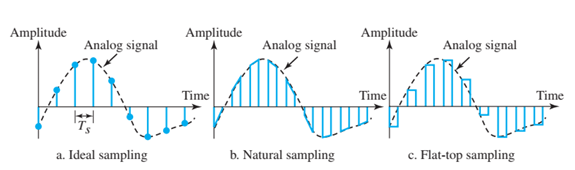 Amplitude
Analog signal
Time
Ts
a. Ideal sampling
Amplitude
Analog signal
Time
b. Natural sampling
Amplitude
Analog signal
Time
c. Flat-top sampling